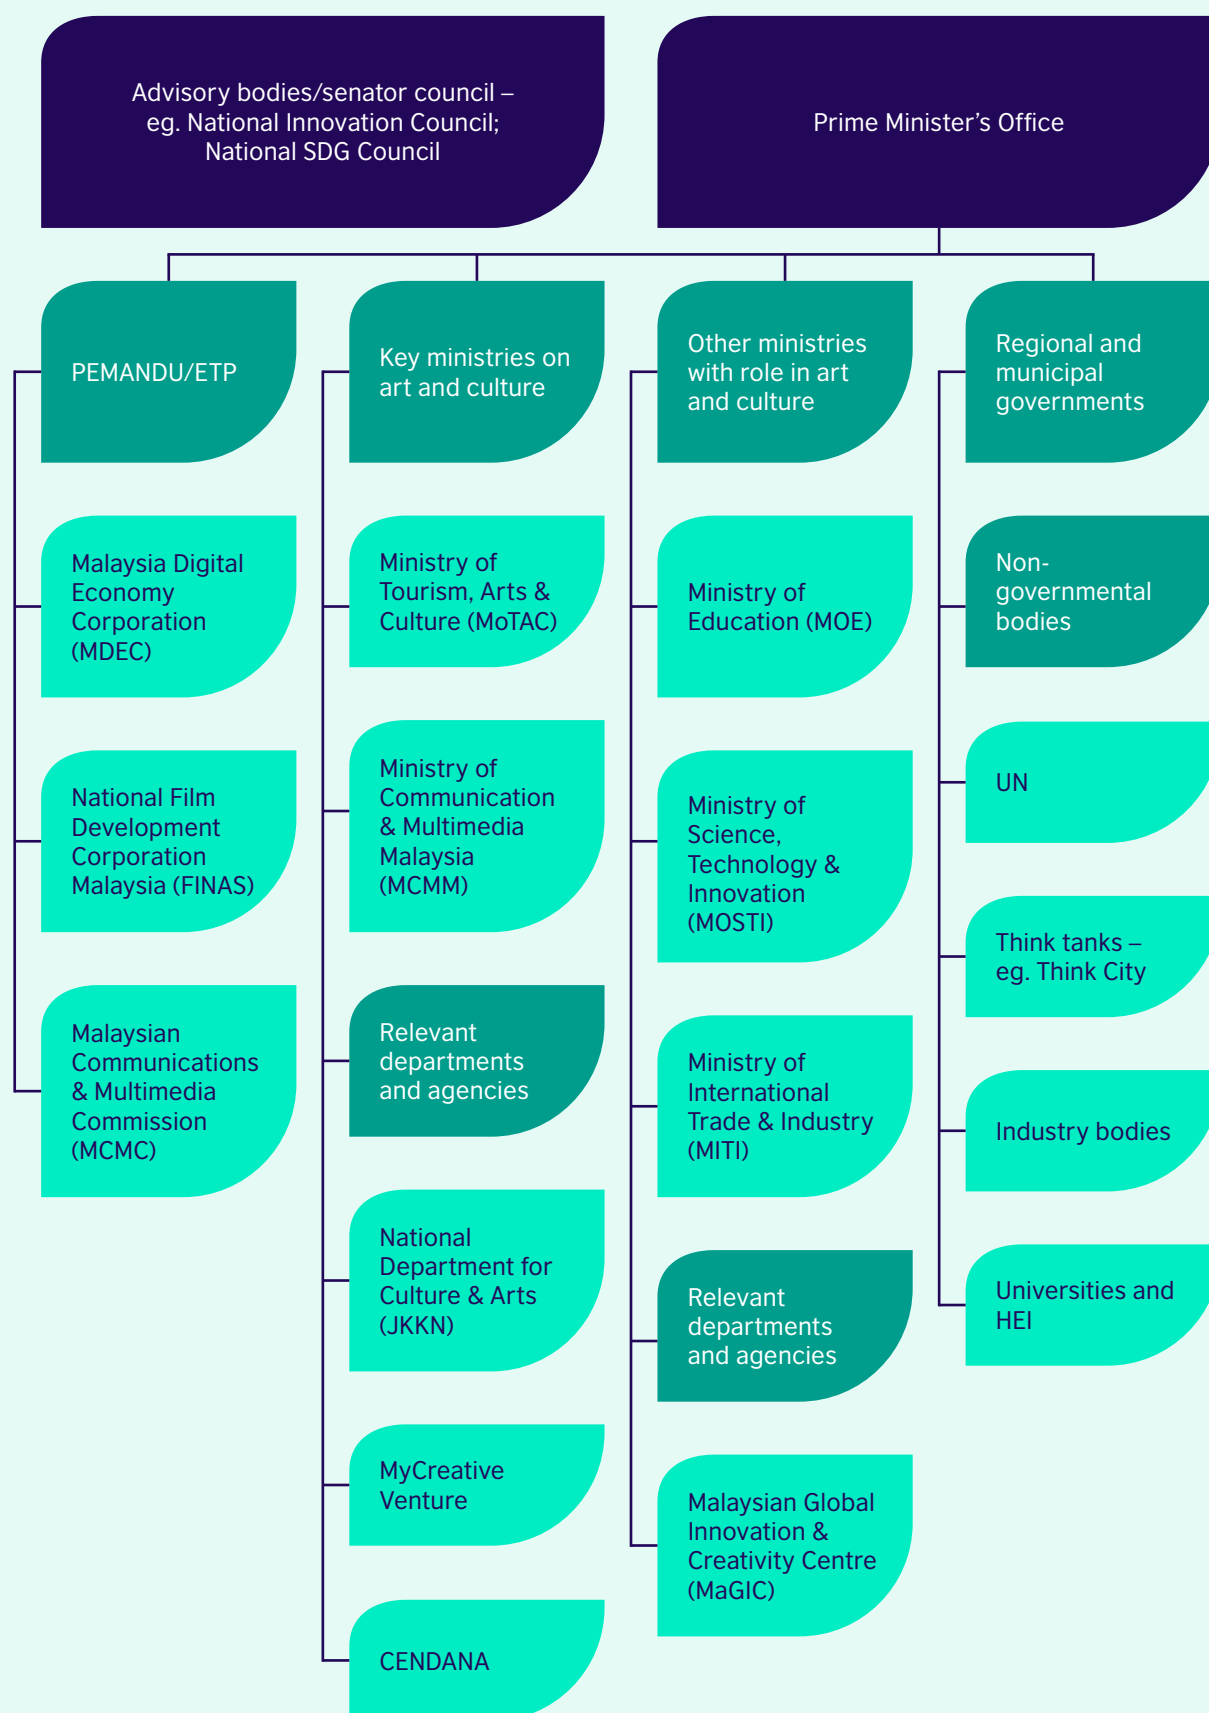 Advisory bodies/senator council –
eg. National Innovation Council;
National SDG Council
Prime Minister’s Office
PEMANDU/ETP
Key ministries on
art and culture
Other ministries
with role in art
and culture
Regional and
municipal
governments
Malaysia Digital
Economy
Corporation
(MDEC)
Ministry of
Tourism, Arts &
Culture (MoTAC)
Ministry of
Education (MOE)
Non-
governmental
bodies
National Film
Development
Corporation
Malaysia (FINAS)
Ministry of
Communication
& Multimedia
Malaysia
(MCMM)
Ministry of
Science,
Technology &
Innovation
(MOSTI)
UN
Think tanks –
eg. Think City
Malaysian
Communications
& Multimedia
Commission
(MCMC)
Relevant
departments
and agencies
Ministry of
International
Trade & Industry
(MITI)
Industry bodies
National
Department for
Culture & Arts
(JKKN)
Relevant
departments
and agencies
Universities and
HEI
MyCreative
Venture
Malaysian Global
Innovation &
Creativity Centre
(MaGIC)
CENDANA